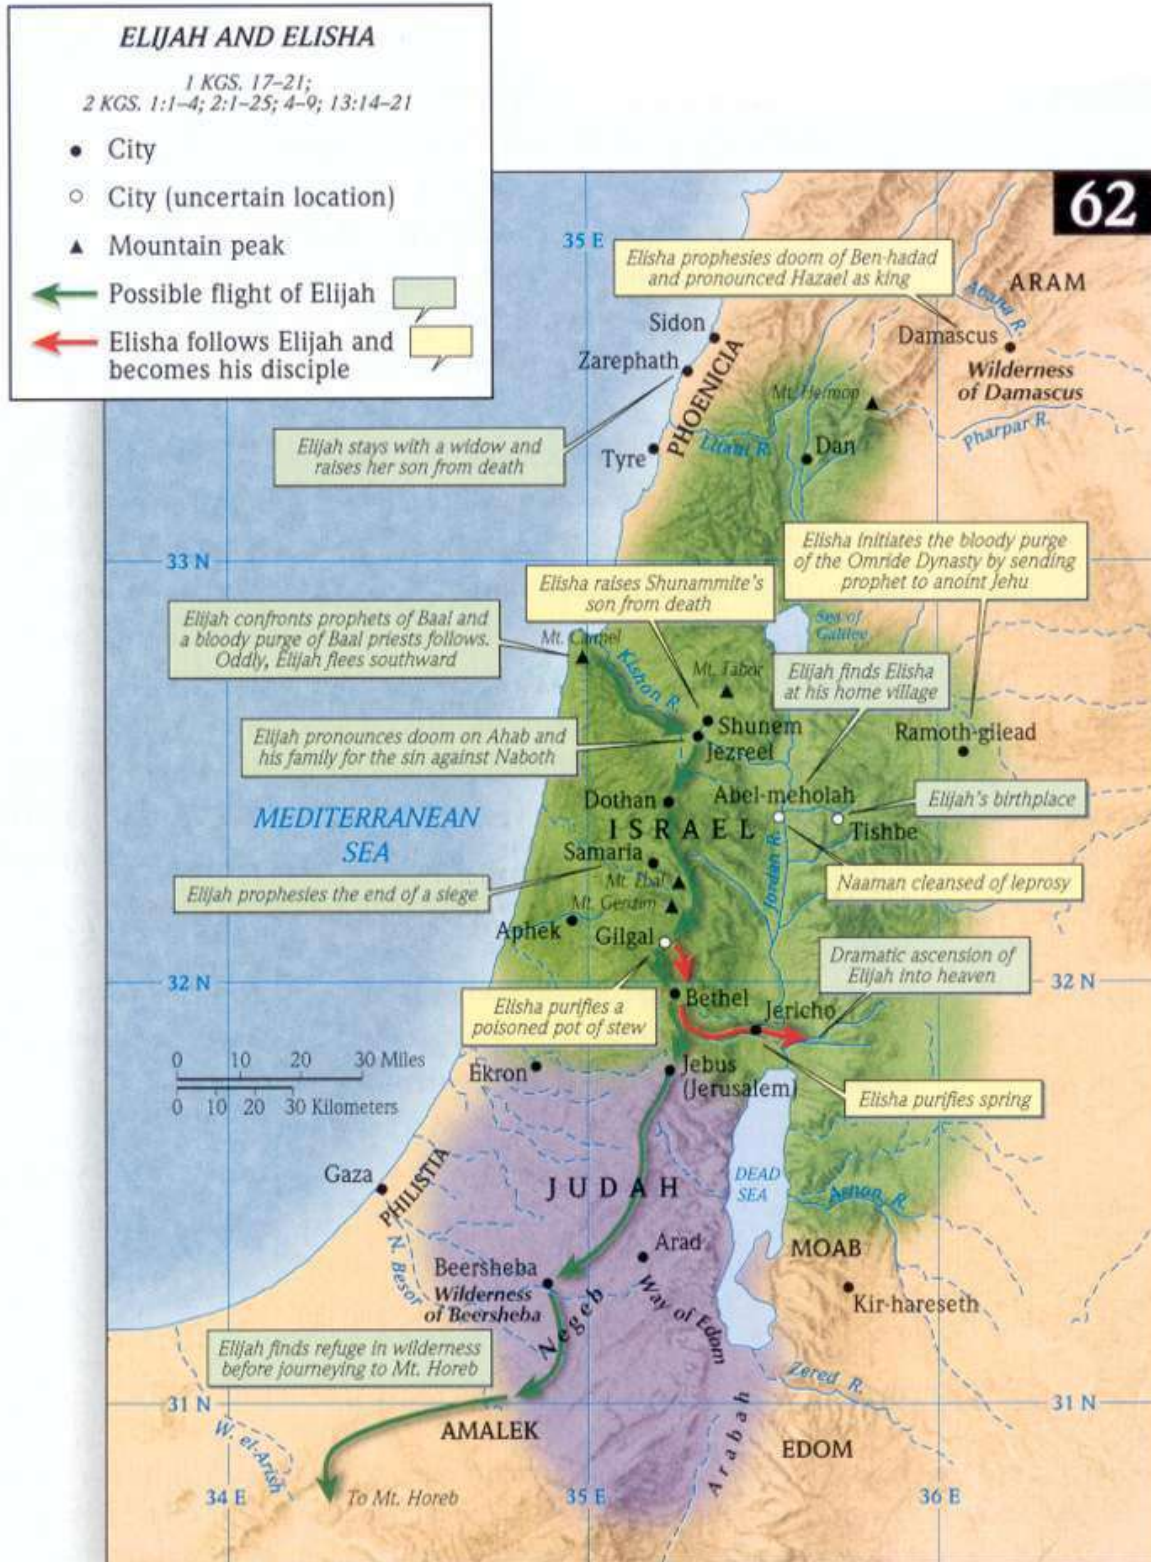 ELIJAH AND ELISHA
1 KGS. 17–21;
2 KGS. 1:1–4; 2:1–25; 4–9; 13:14–21
City
City (uncertain location)
Mountain peak
Possible flight of Elijah
Elisha follows Elijah and
becomes his disciple
62
35 E
Elisha prophesies doom of Ben-hadad
and pronounced Hazael as king
ARAM
Abana R.
Sidon
Damascus
Zarephath
Wilderness
of Damascus
PHOENICIA
Mt. Hermon
Pharpar R.
Elijah stays with a widow and
raises her son from death
Litani R.
Dan
Tyre
Elisha initiates the bloody purge
of the Omride Dynasty by sending
prophet to anoint Jehu
33 N
Elisha raises Shunammite's
son from death
Elijah confronts prophets of Baal and
a bloody purge of Baal priests follows.
Oddly, Elijah flees southward
Sea of
Galilee
Mt. Carmel
Kishon R.
Mt. Tabor
Elijah finds Elisha
at his home village
Shunem
Jezreel
Ramoth-gilead
Elijah pronounces doom on Ahab and
his family for the sin against Naboth
Dothan
Abel-meholah
Elijah's birthplace
MEDITERRANEAN
SEA
ISRAEL
Tishbe
Samaria
Jordan R.
Elijah prophesies the end of a siege
Mt. Ebal
Naaman cleansed of leprosy
Mt. Gerizim
Aphek
Gilgal
Dramatic ascension of
Elijah into heaven
32 N
32 N
Elisha purifies a
poisoned pot of stew
Bethel
Jericho
0 10 20 30 Miles
0 10 20 30 Kilometers
Ekron
Jebus
(Jerusalem)
Elisha purifies spring
Gaza
PHILISTIA
JUDAH
DEAD
SEA
Arnon R.
N. Besor
Arad
MOAB
Beersheba
Wilderness
of Beersheba
Negeb
Way of Edom
Kir-hareseth
Elijah finds refuge in wilderness
before journeying to Mt. Horeb
Zered R.
31 N
31 N
AMALEK
W. el-Arish
Arabah
EDOM
34 E
To Mt. Horeb
35 E
36 E